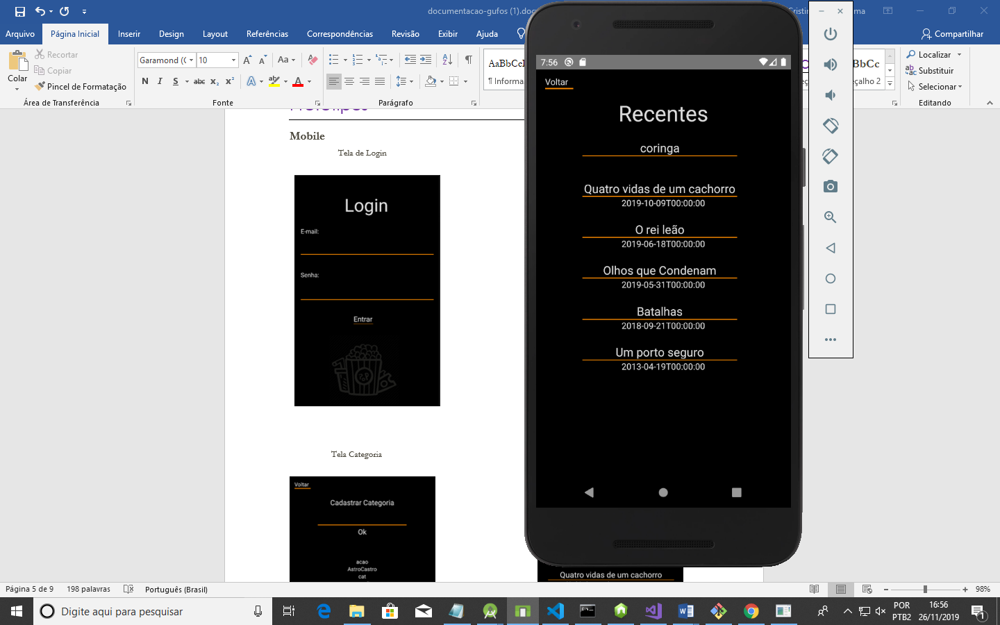 documentacao-gufos (1).doc
Cristin
ma
Arquivo
Página Inicial
Inserir
Design
Layout
Referências
Correspondências
Revisão
Exibir
Ajuda
Compartilhar
Colar
Recortar
Copiar
Pincel de Formatação
Área de Transferência
Garamond (C
10
Aa
N I S abc x₂ x²
A
Fonte
Parágrafo
AaBbCcI
¶ Informa
BbCc
eçalho 2
Localizar
Substituir
Selecionar
Editando
Mobile
Tela de Login
Login
E-mail:
Senha:
Entrar
POP
Tela Categoria
Voltar
Cadastrar Categoria
Ok
acao
AstroCastro
cat
Quatro vidas de um cachorro
7:56
Voltar
Recentes
coringa
Quatro vidas de um cachorro
2019-10-09T00:00:00
O rei leão
2019-06-18T00:00:00
Olhos que Condenam
2019-05-31T00:00:00
Batalhas
2018-09-21T00:00:00
Um porto seguro
2013-04-19T00:00:00
Página 5 de 9
198 palavras
Português (Brasil)
98%
Digite aqui para pesquisar
POR
PTB2
16:56
26/11/2019
1